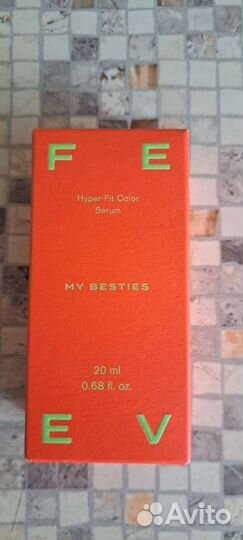 F E
Hyper-Fit Color
Serum
MY BESTIES
20 ml
0.68 fl. oz.
E V
Avito